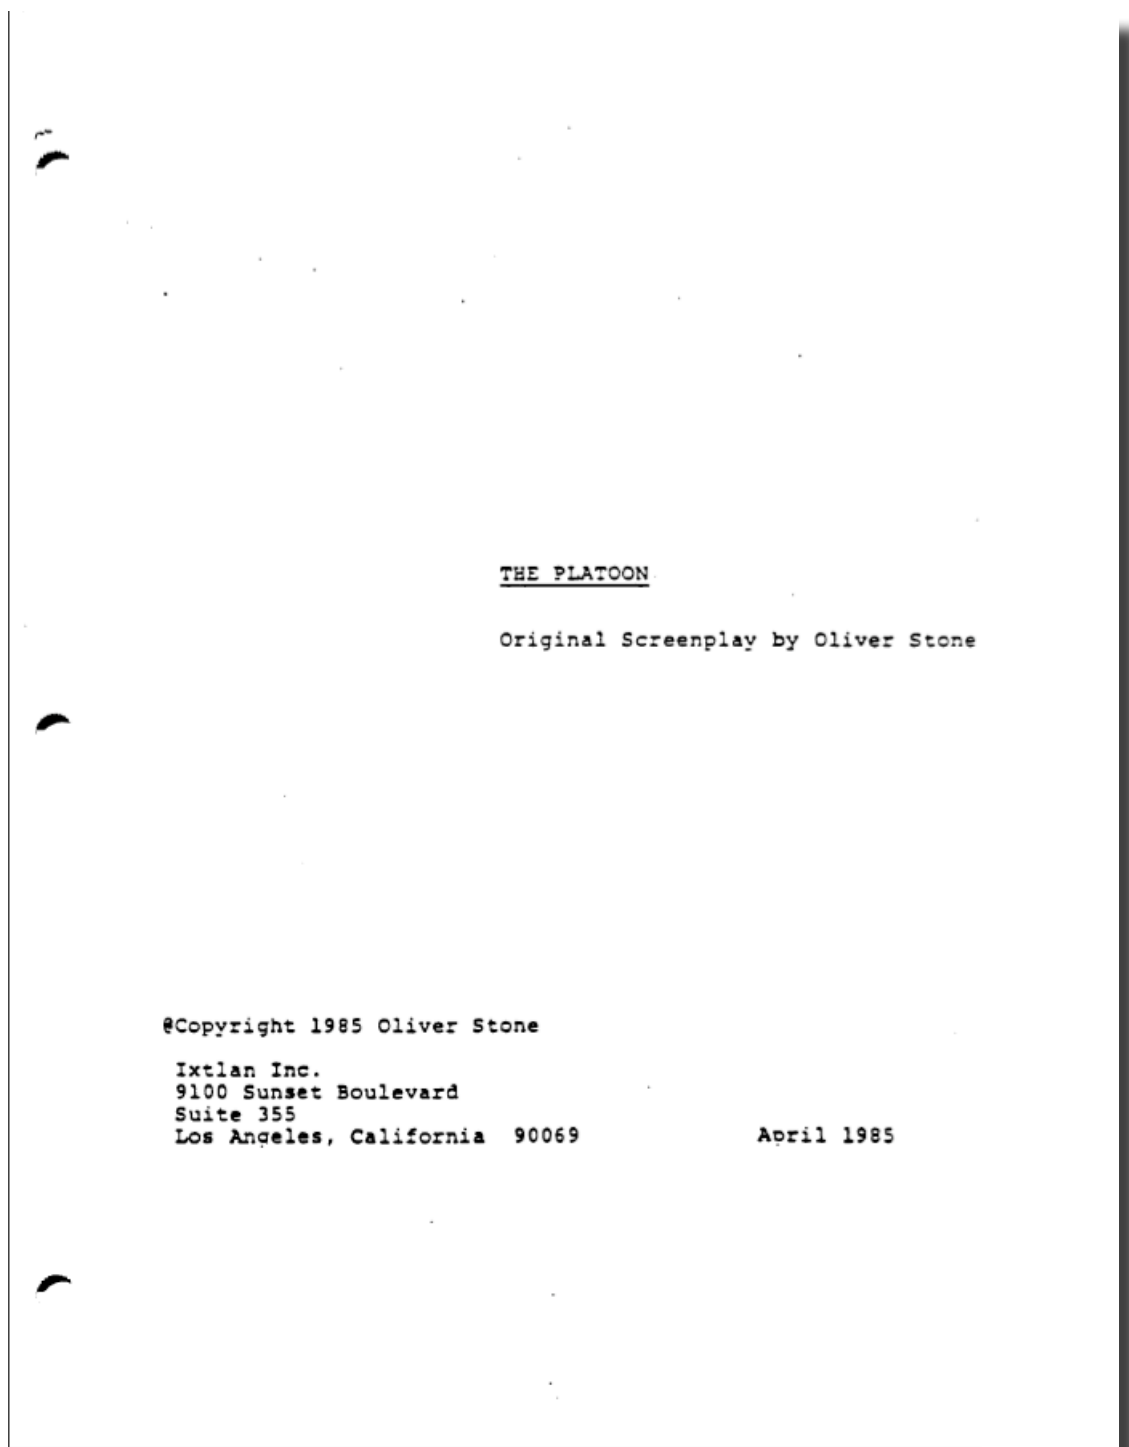 THE PLATOON
Original Screenplay by Oliver Stone
@Copyright 1985 Oliver Stone
Ixtlan Inc.
9100 Sunset Boulevard
Suite 355
Los Angeles, California 90069 April 1985